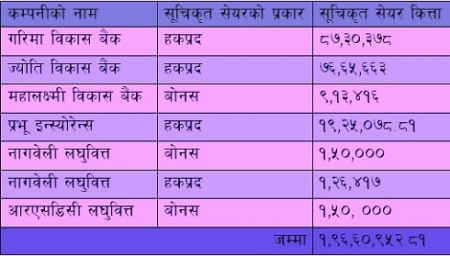 कम्पनीको नाम सूचिकृत सेयरको प्रकार सूचिकृत सेयर कित्ता
गरिमा विकास बैंक हकप्रद ८७,३०,३७८
ज्योति विकास बैंक हकप्रद ७६,६५,६६३
महालक्ष्मी विकास बैंक बोनस ९,१३,४१६
प्रभू इन्स्योरेन्स हकप्रद १९,२५,०७८.८१
नागवेली लघुवित्त बोनस १,५०,०००
नागवेली लघुवित्त हकप्रद १,२६,४१७
आरएसडिसी लघुवित्त बोनस १,५०, ०००
जम्मा १,९६,६०,९५२.८१